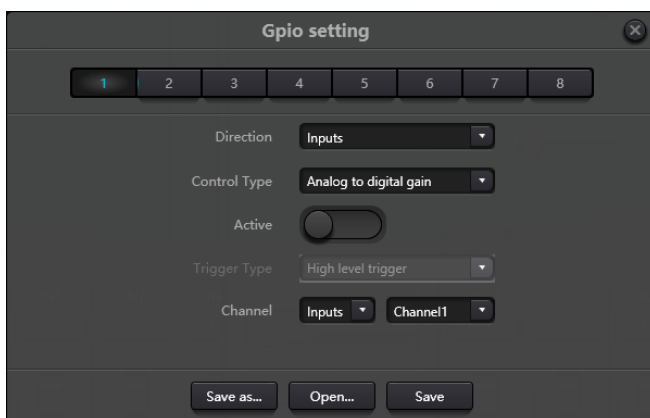 Gpio setting
1 2 3 4 5 6 7 8
Direction Inputs
Control Type Analog to digital gain
Active
Trigger Type High level trigger
Channel Inputs Channel1
Save as... Open... Save